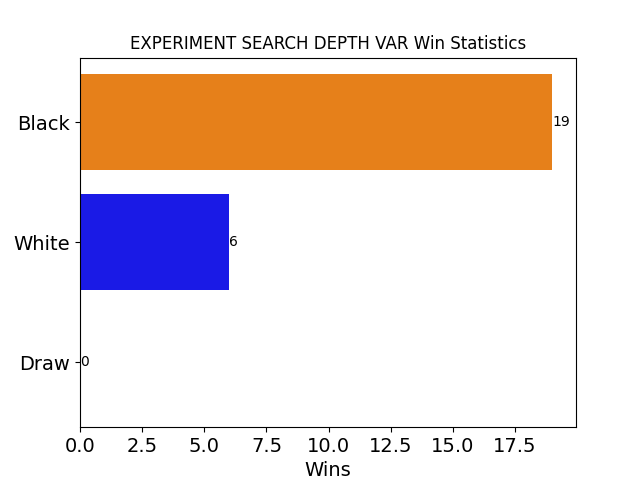 EXPERIMENT SEARCH DEPTH VAR Win Statistics
Black
19
White
6
Draw
0
0.0 2.5 5.0 7.5 10.0 12.5 15.0 17.5
Wins